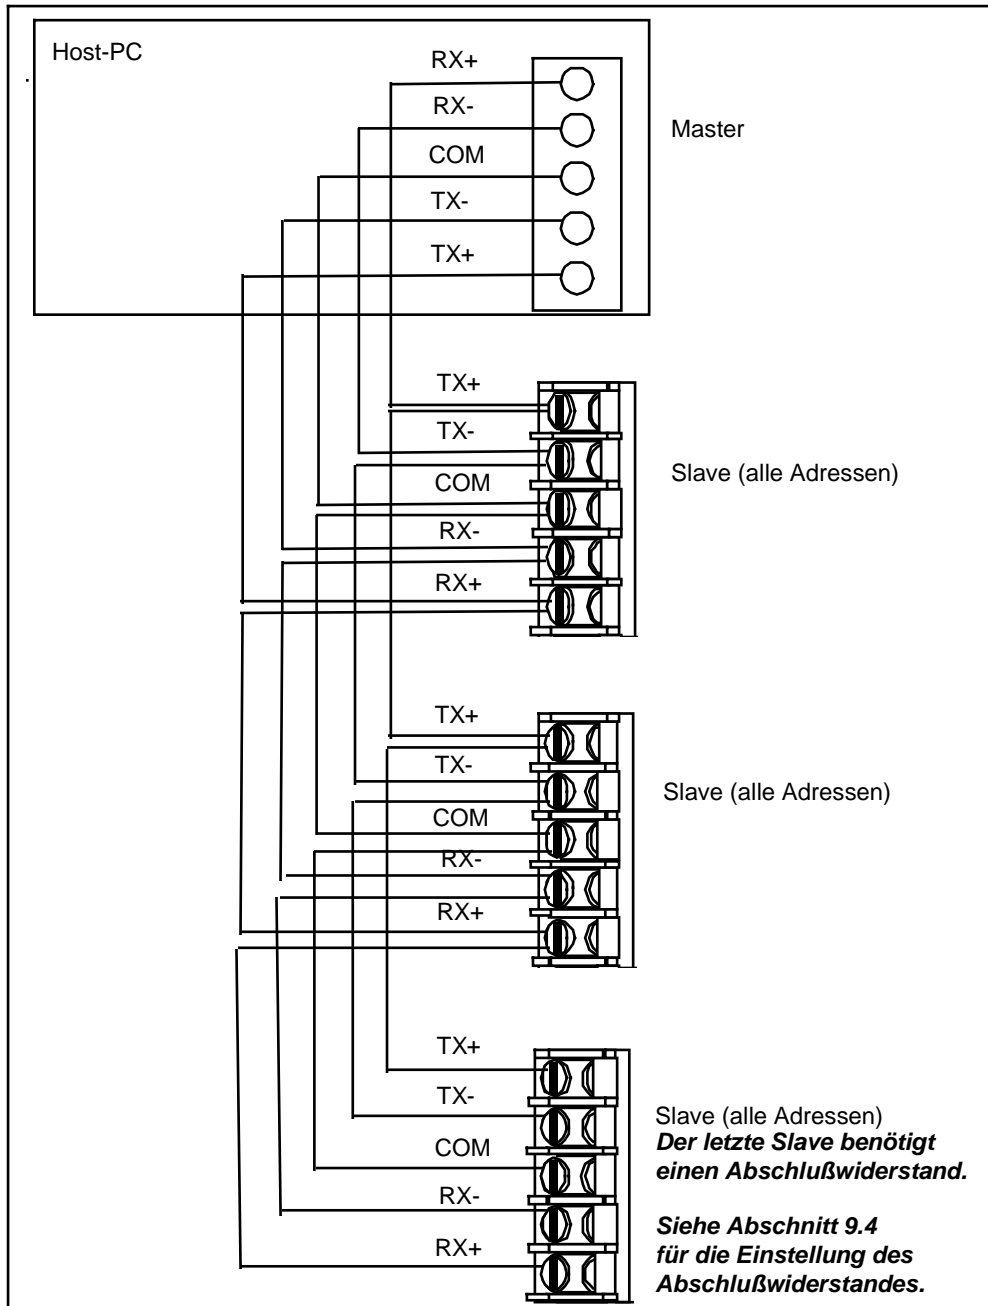 Host-PC
RX+
RX-
Master
COM
TX-
TX+
TX+
TX-
Slave (alle Adressen)
COM
RX-
RX+
TX+
TX-
Slave (alle Adressen)
COM
RX-
RX+
TX+
TX-
Slave (alle Adressen)
Der letzte Slave benötigt
COM
einen Abschlußwiderstand.
RX-
Siehe Abschnitt 9.4
RX+
für die Einstellung des
Abschlußwiderstandes.